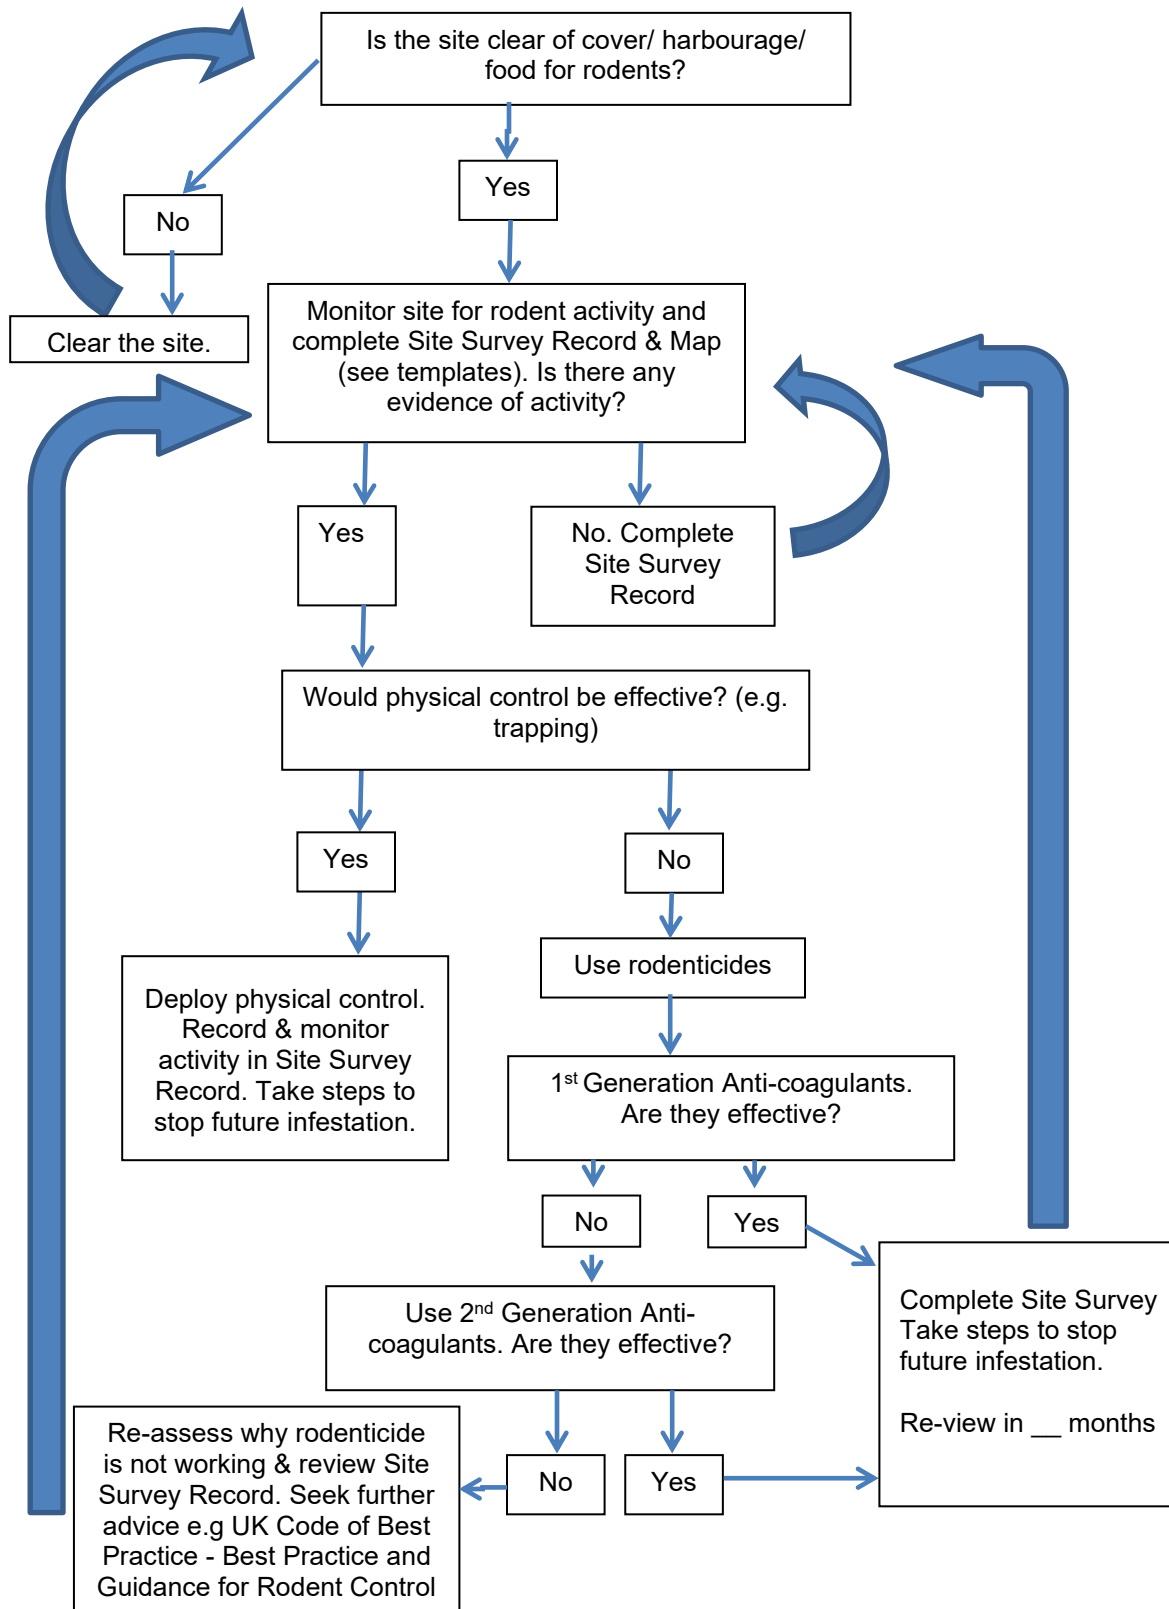 Is the site clear of cover/ harbourage/
food for rodents?
Yes
No
Clear the site.
Monitor site for rodent activity and
complete Site Survey Record & Map
(see templates). Is there any
evidence of activity?
Yes
No. Complete
Site Survey
Record
Would physical control be effective? (e.g.
trapping)
Yes
No
Use rodenticides
Deploy physical control.
Record & monitor
activity in Site Survey
Record. Take steps to
stop future infestation.
1st Generation Anti-coagulants.
Are they effective?
No
Yes
Use 2nd Generation Anti-
coagulants. Are they effective?
Complete Site Survey
Take steps to stop
future infestation.
Re-view in __ months
No
Yes
Re-assess why rodenticide
is not working & review Site
Survey Record. Seek further
advice e.g UK Code of Best
Practice - Best Practice and
Guidance for Rodent Control